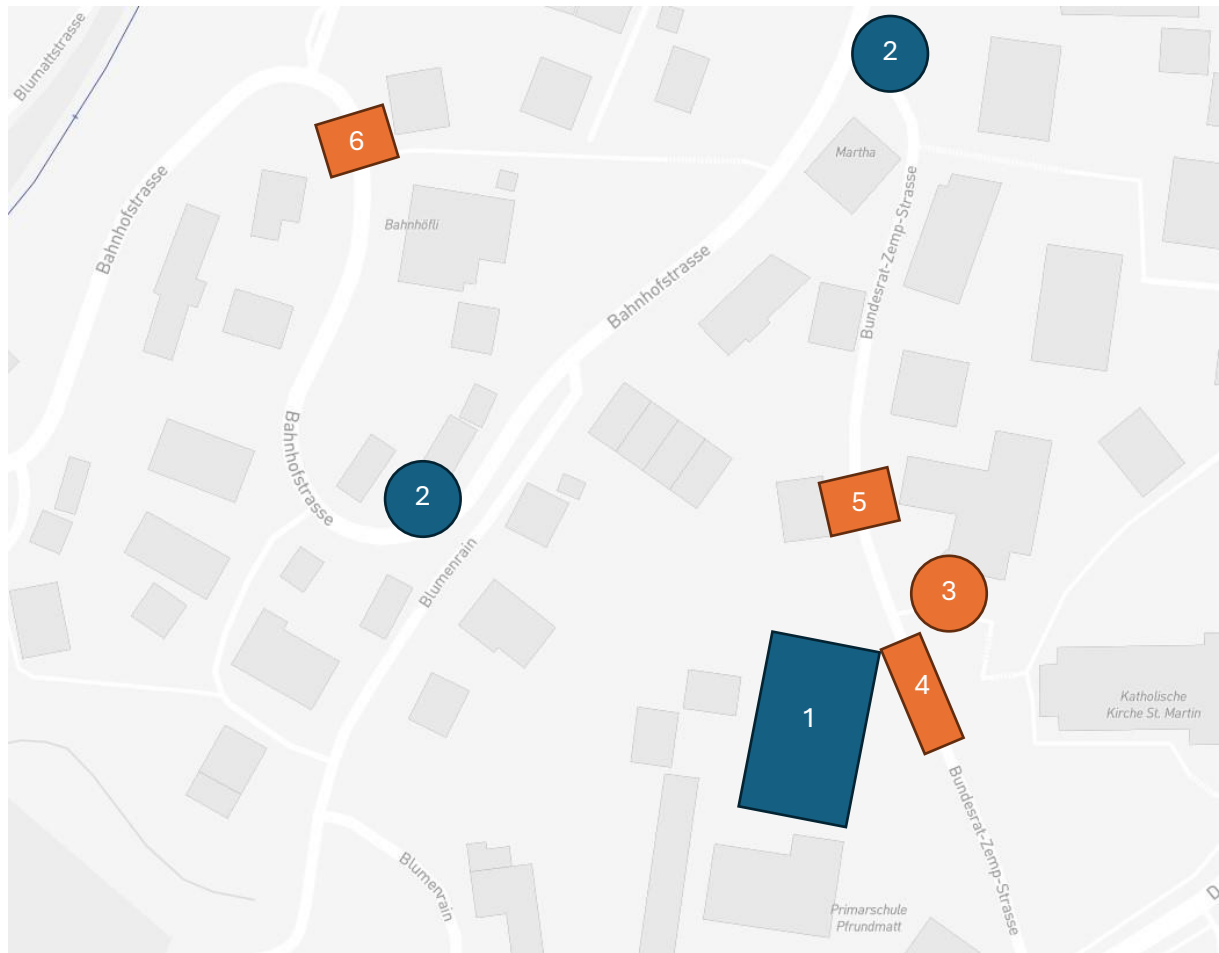 Blumattstrasse
2
6
Martha
Bahnhofstrasse
Bundesrat-Zemp-Strasse
Bahnhöfli
Bahnhofstrasse
Bahnhofstrasse
2
5
Blumenrain
3
4
1
Katholische
Kirche St. Martin
Bundesrat-Zemp-Strasse
Blumenrain
Primarschule
Pfrundmatt
D